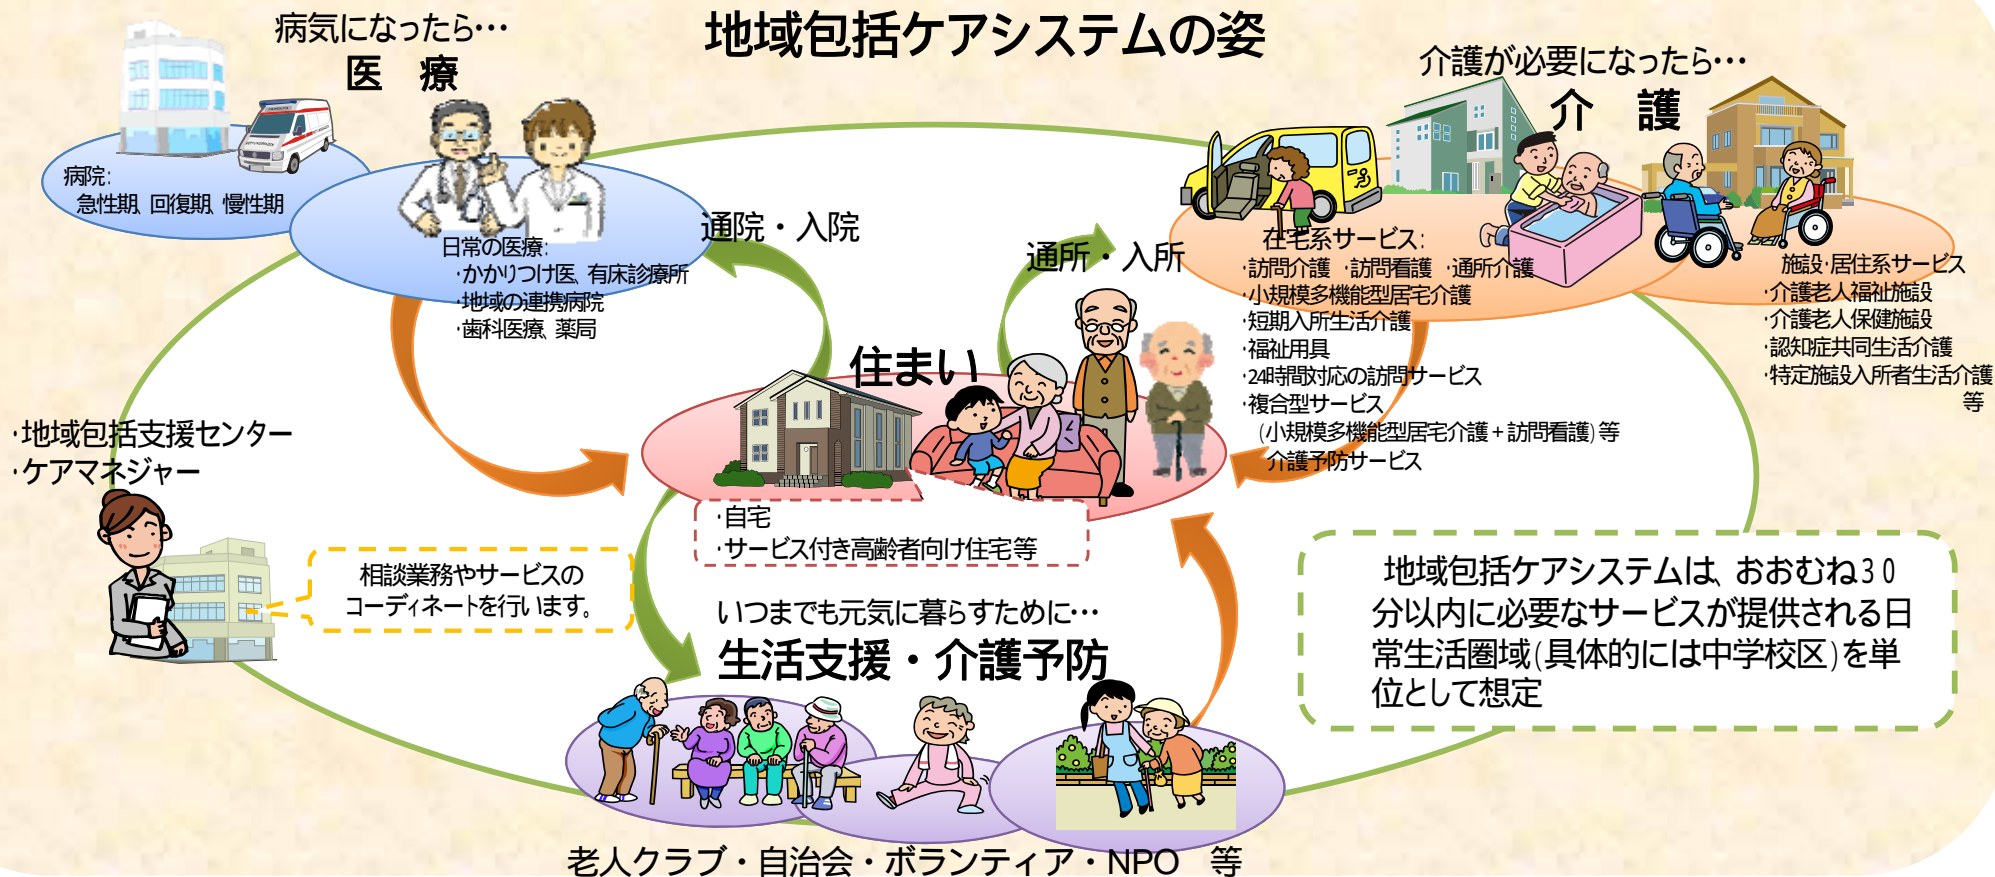 地域包括ケアシステムの姿
病気になったら…
医 療
病院:
急性期、回復期、慢性期
日常の医療:
・かかりつけ医、有床診療所
・地域の連携病院
・歯科医療、薬局
通院・入院
通所・入所
介護が必要になったら…
介 護
在宅系サービス:
・訪問介護 ・訪問看護 ・通所介護
・小規模多機能型居宅介護
・短期入所生活介護
・福祉用具
・24時間対応の訪問サービス
・複合型サービス
(小規模多機能型居宅介護+訪問看護)等
介護予防サービス
施設・居住系サービス
・介護老人福祉施設
・介護老人保健施設
・認知症共同生活介護
・特定施設入所者生活介護
等
住まい
・自宅
・サービス付き高齢者向け住宅等
・地域包括支援センター
・ケアマネジャー
相談業務やサービスの
コーディネートを行います。
いつまでも元気に暮らすために…
生活支援・介護予防
老人クラブ・自治会・ボランティア・NPO 等
地域包括ケアシステムは、おおむね30
分以内に必要なサービスが提供される日
常生活圏域(具体的には中学校区)を単
位として想定